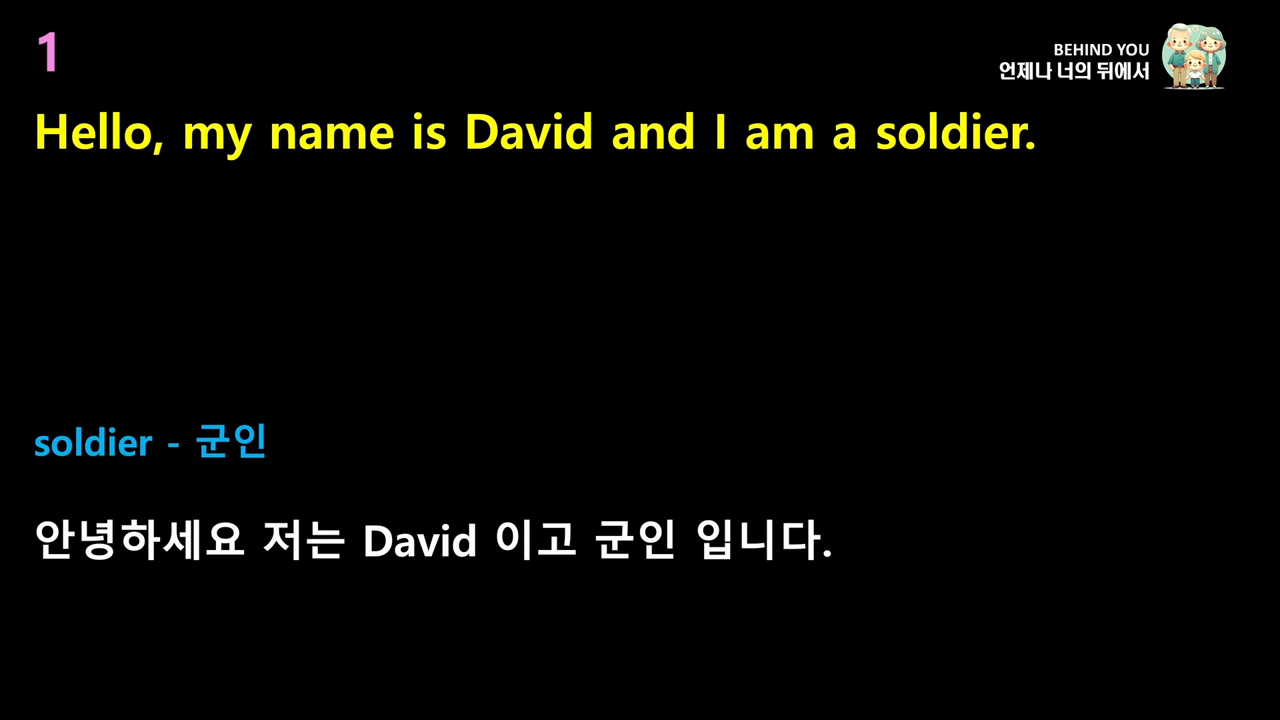 1
BEHIND YOU
언제나 너의 뒤에서
Hello, my name is David and I am a soldier.
soldier - 군인
안녕하세요 저는 David 이고 군인 입니다.